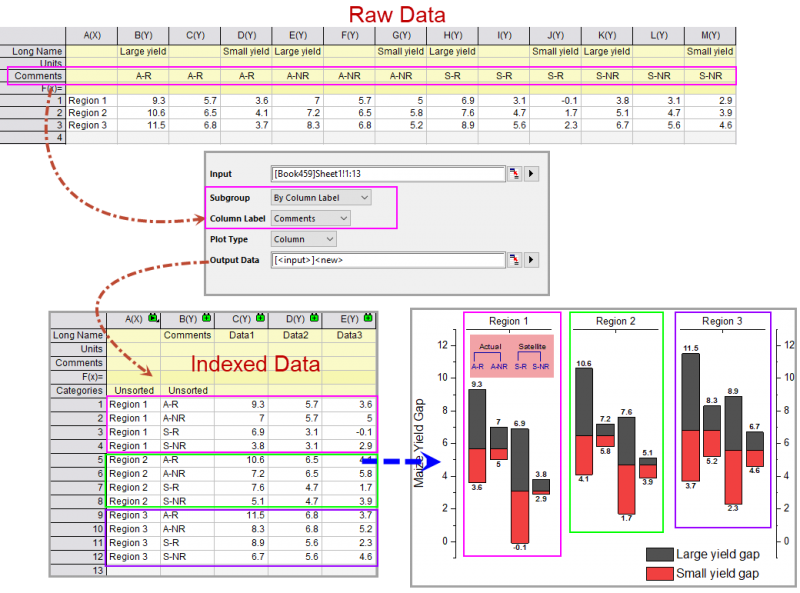 Raw Data
A(X) B(Y) C(Y) D(Y) E(Y) F(Y) G(Y) H(Y) I(Y) J(Y) K(Y) L(Y) M(Y)
Long Name Large yield Small yield Large yield Small yield Large yield Small yield Large yield Small yield
Units
Comments A-R A-R A-R A-NR A-NR A-NR S-R S-R S-R S-NR S-NR S-NR
F(x)=
1 Region 1 9.3 5.7 3.6 7 5.7 5 6.9 3.1 -0.1 3.8 3.1 2.9
2 Region 2 10.6 6.5 4.1 7.2 6.5 5.8 7.6 4.7 1.7 5.1 4.7 3.9
3 Region 3 11.5 6.8 3.7 8.3 6.8 5.2 8.9 5.6 2.3 6.7 5.6 4.6
4
Input [Book459]Sheet1!1:13
Subgroup By Column Label
Column Label Comments
Plot Type Column
Output Data [<input>]<new>
A(X) B(Y) C(Y) D(Y) E(Y)
Long Name Comments Data1 Data2 Data3
Units
Comments
F(x)=
Indexed Data
Categories Unsorted Unsorted
1 Region 1 A-R 9.3 5.7 3.6
2 Region 1 A-NR 7 5.7 5
3 Region 1 S-R 6.9 3.1 -0.1
4 Region 1 S-NR 3.8 3.1 2.9
5 Region 2 A-R 10.6 6.5 4.1
6 Region 2 A-NR 7.2 6.5 5.8
7 Region 2 S-R 7.6 4.7 1.7
8 Region 2 S-NR 5.1 4.7 3.9
9 Region 3 A-R 11.5 6.8 3.7
10 Region 3 A-NR 8.3 6.8 5.2
11 Region 3 S-R 8.9 5.6 2.3
12 Region 3 S-NR 6.7 5.6 4.6
13
Region 1 Region 2 Region 3
Actual Satellite
A-R A-NR S-R S-NR
Maize Yield Gap
12 12
10 10
8 8
6 6
4 4
2 2
0 0
9.3 7 6.9 3.8
3.6 5 -0.1 2.9
10.6 7.2 7.6 5.1
4.1 5.8 1.7 3.9
11.5 8.3 8.9 6.7
3.7 5.2 2.3 4.6
Large yield gap
Small yield gap